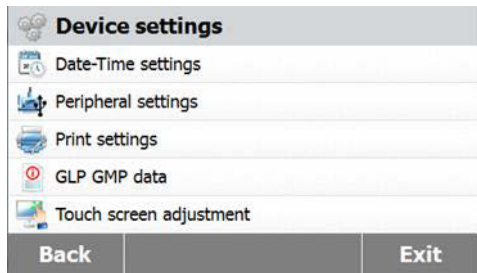 Device settings
Date-Time settings
Peripheral settings
Print settings
GLP GMP data
Touch screen adjustment
Back Exit